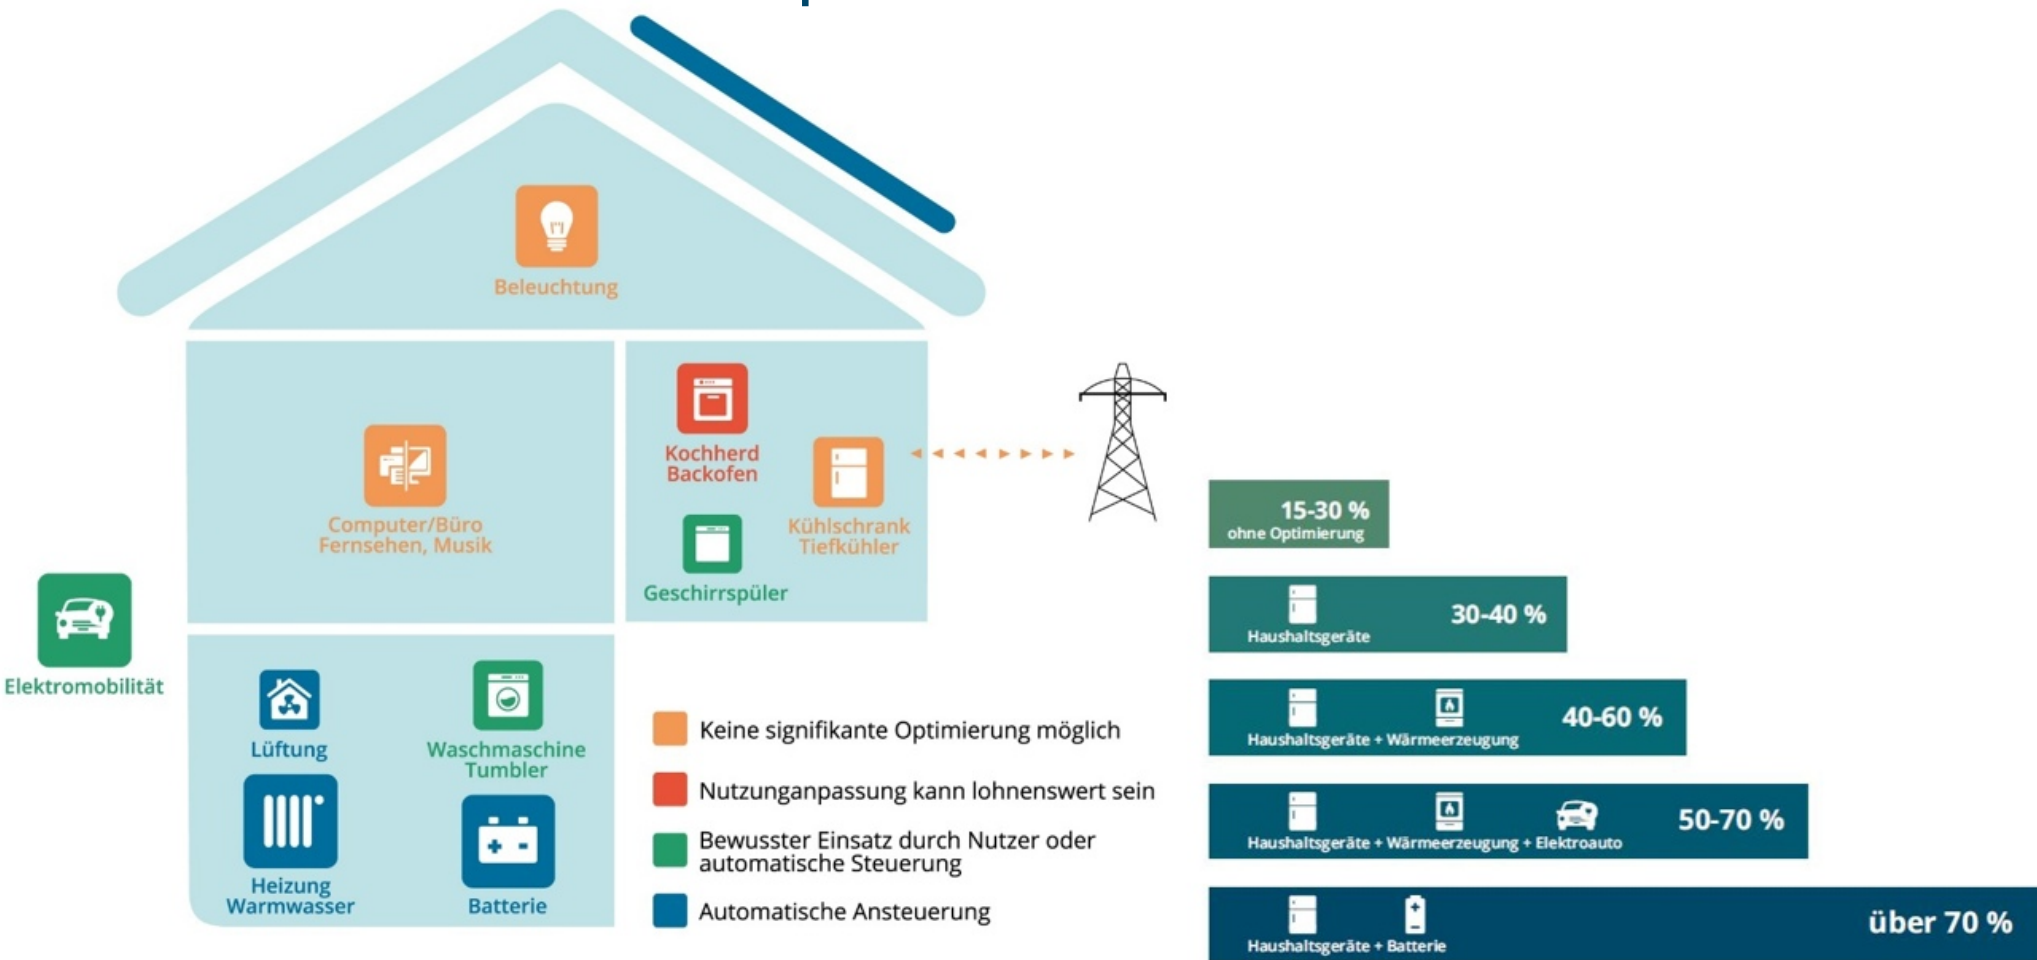 Beleuchtung
Kochherd
Backofen
Computer/Büro
Fernsehen, Musik
Kühlschrank
Tiefkühler
Geschirrspüler
Elektromobilität
Lüftung
Waschmaschine
Tumbler
Heizung
Warmwasser
Batterie
Keine signifikante Optimierung möglich
Nutzunganpassung kann lohnenswert sein
Bewusster Einsatz durch Nutzer oder
automatische Steuerung
Automatische Ansteuerung
15-30 %
ohne Optimierung
30-40 %
Haushaltsgeräte
40-60 %
Haushaltsgeräte + Wärmeerzeugung
50-70 %
Haushaltsgeräte + Wärmeerzeugung + Elektroauto
über 70 %
Haushaltsgeräte + Batterie